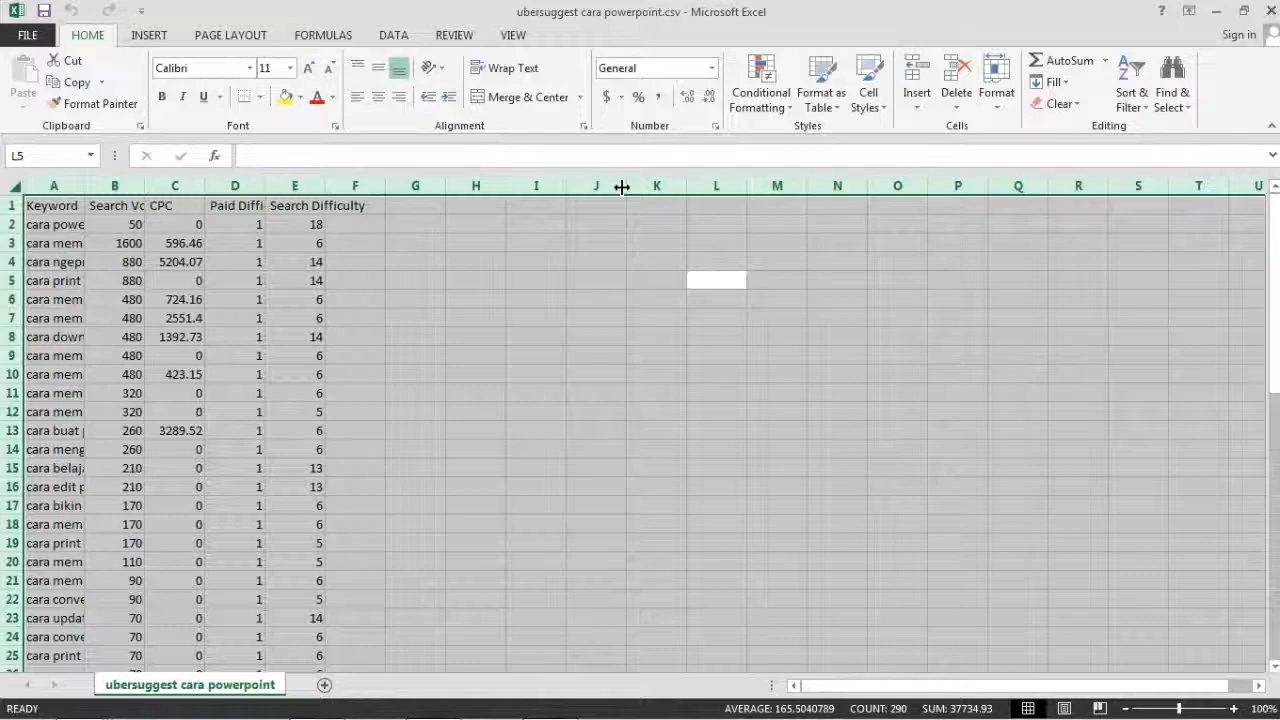 ubersuggest cara powerpoint.csv - Microsoft Excel
?
Sign in
FILE HOME INSERT PAGE LAYOUT FORMULAS DATA REVIEW VIEW
Paste
Cut
Copy
Format Painter
Clipboard
Calibri 11
B I U
Font
Wrap Text
Merge & Center
Alignment
General
$ % ,
Number
Conditional Formatting
Format as Table
Cell Styles
Styles
Insert
Delete
Format
Cells
AutoSum
Fill
Clear
Sort & Filter
Find & Select
Editing
L5 fx
A B C D E F G H I J K L M N O P Q R S T U
1 Keyword Search Vo CPC Paid Diffi Search Difficulty
2 cara powe 50 0 1 18
3 cara mem 1600 596.46 1 6
4 cara ngepr 880 5204.07 1 14
5 cara print 880 0 1 14
6 cara mem 480 724.16 1 6
7 cara mem 480 2551.4 1 6
8 cara down 480 1392.73 1 14
9 cara mem 480 0 1 6
10 cara mem 480 423.15 1 6
11 cara mem 320 0 1 6
12 cara mem 320 0 1 5
13 cara buat 260 3289.52 1 6
14 cara meng 260 0 1 6
15 cara belaja 210 0 1 13
16 cara edit p 210 0 1 13
17 cara bikin 170 0 1 6
18 cara mem 170 0 1 6
19 cara print 170 0 1 5
20 cara mem 110 0 1 5
21 cara mem 90 0 1 6
22 cara conve 90 0 1 5
23 cara updat 70 0 1 14
24 cara conve 70 0 1 6
25 cara print 70 0 1 6
ubersuggest cara powerpoint
READY AVERAGE: 165.5040789 COUNT: 290 SUM: 37734.93 100%